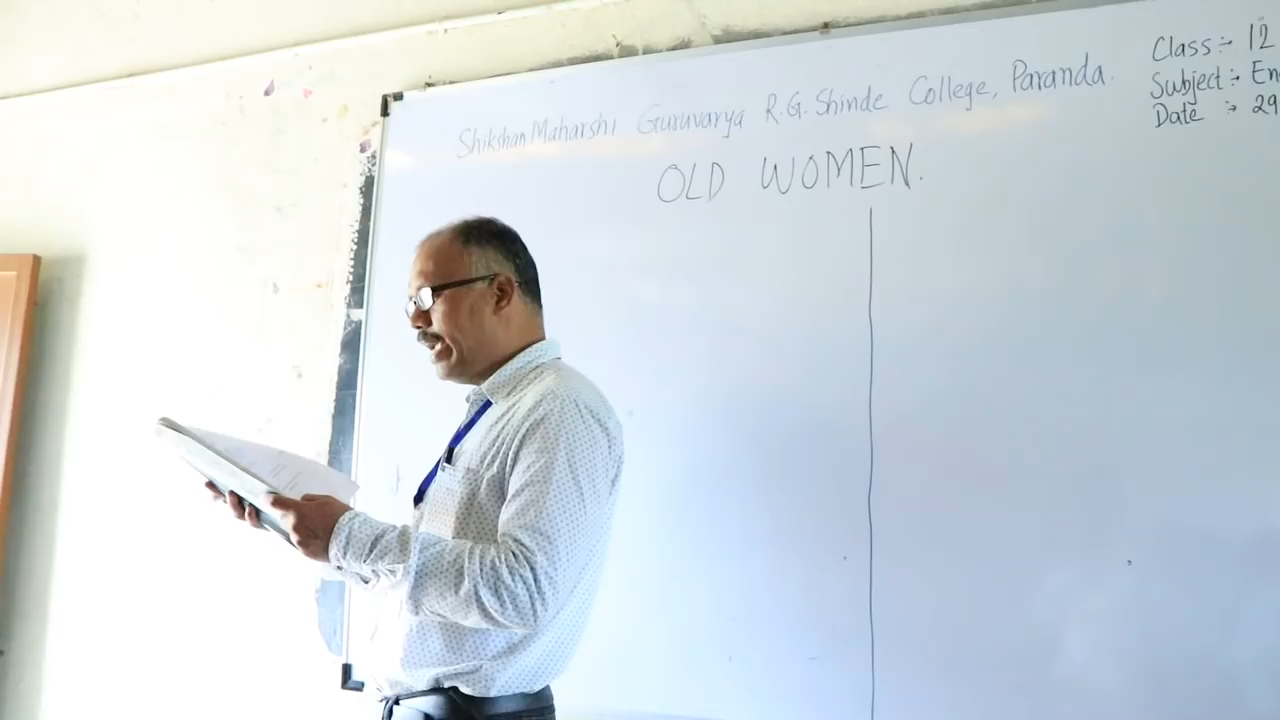 Shikshan Maharshi Guruvarya R.G. Shinde College, Paranda.
OLD WOMEN.
Class :- 12
Subject :- En
Date :- 29